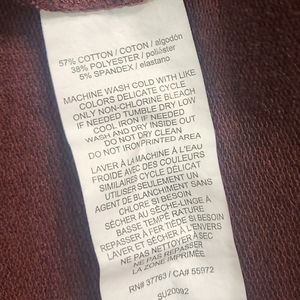 57% COTTON / COTON / algodón
38% POLYESTER / poliéster
5% SPANDEX / elastano
MACHINE WASH COLD WITH LIKE
COLORS DELICATE CYCLE
ONLY NON-CHLORINE BLEACH
IF NEEDED TUMBLE DRY LOW
COOL IRON IF NEEDED
WASH AND DRY INSIDE OUT
DO NOT DRY CLEAN
DO NOT IRON PRINTED AREA
LAVER À LA MACHINE À L'EAU
FROIDE AVEC DES COULEURS
SIMILAIRES CYCLE DÉLICAT
UTILISER SEULEMENT UN
AGENT DE BLANCHIMENT SANS
CHLORE SI BESOIN
SÉCHER AU SÈCHE-LINGE À
BASSE TEMPÉRATURE
REPASSER À FER TIÈDE SI BESOIN
LAVER ET SÉCHER À L'ENVERS
NE PAS NETTOYER À SEC
NE PAS REPASSER
LA ZONE IMPRIMÉE
RN# 37763 / CA# 55972
SU20092